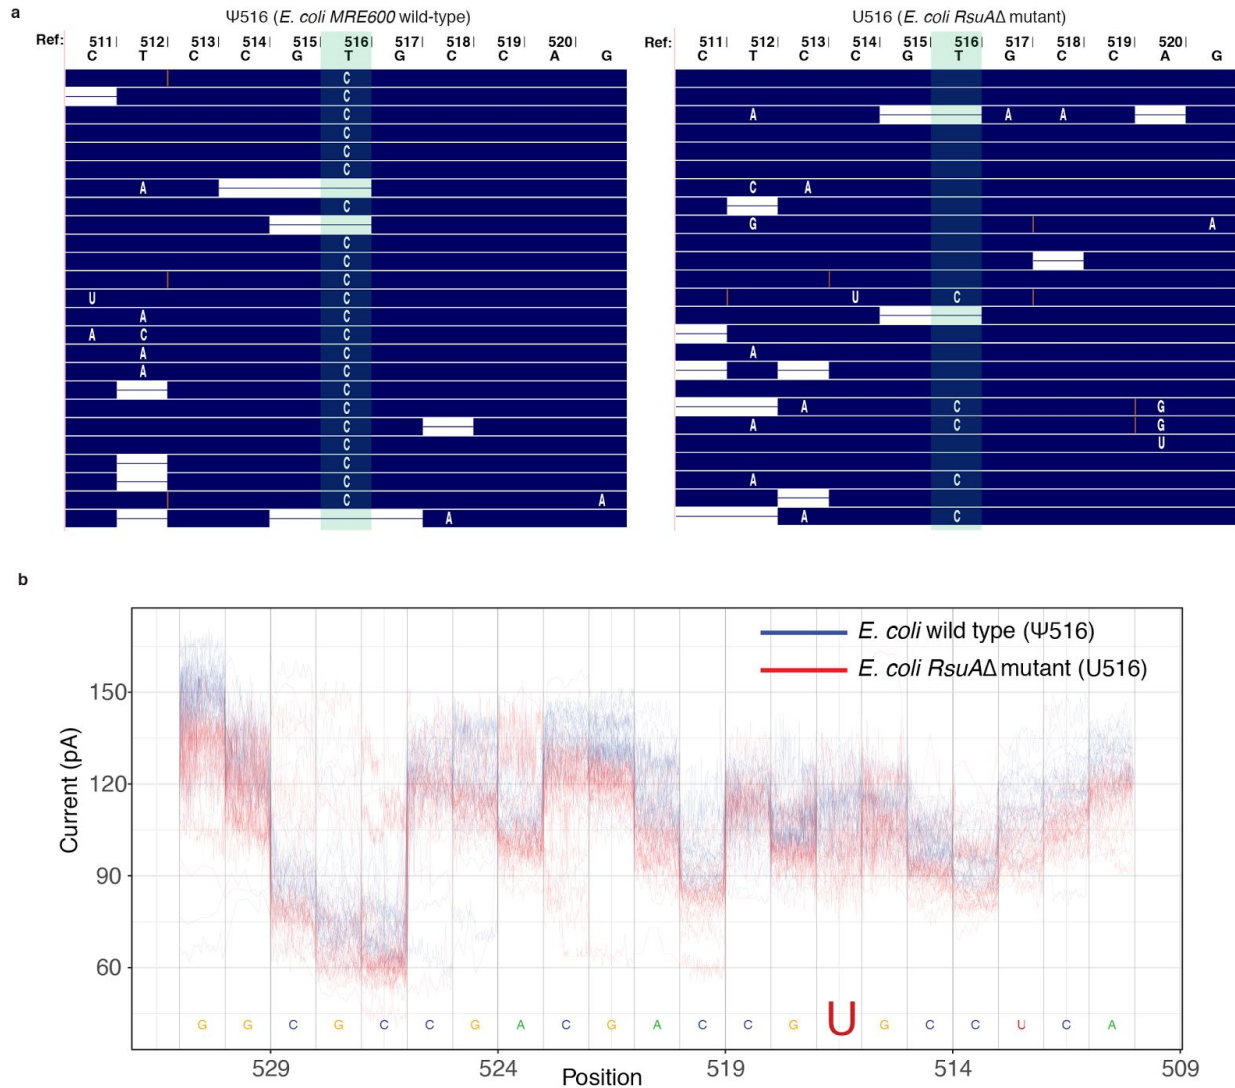 a
Ψ516 (E. coli MRE600 wild-type)
Ref: 511 512 513 514 515 516 517 518 519 520
C T C C G T G C C A G
C
C
C
C
C
C
A
C
C
C
C
U C
A C
A C C
A C
A C
C
C
C
C
C
C
C A
A
U516 (E. coli RsuAΔ mutant)
Ref: 511 512 513 514 515 516 517 518 519 520
C T C C G T G C C A G
A A A
C A
G A
U C
A
A C G
A C G
U
A C
A C
b
E. coli wild type (Ψ516)
E. coli RsuAΔ mutant (U516)
Current (pA)
150
120
90
60
G G C G C C G A C G A C C G U G C C U C A
529 524 519 514 509
Position